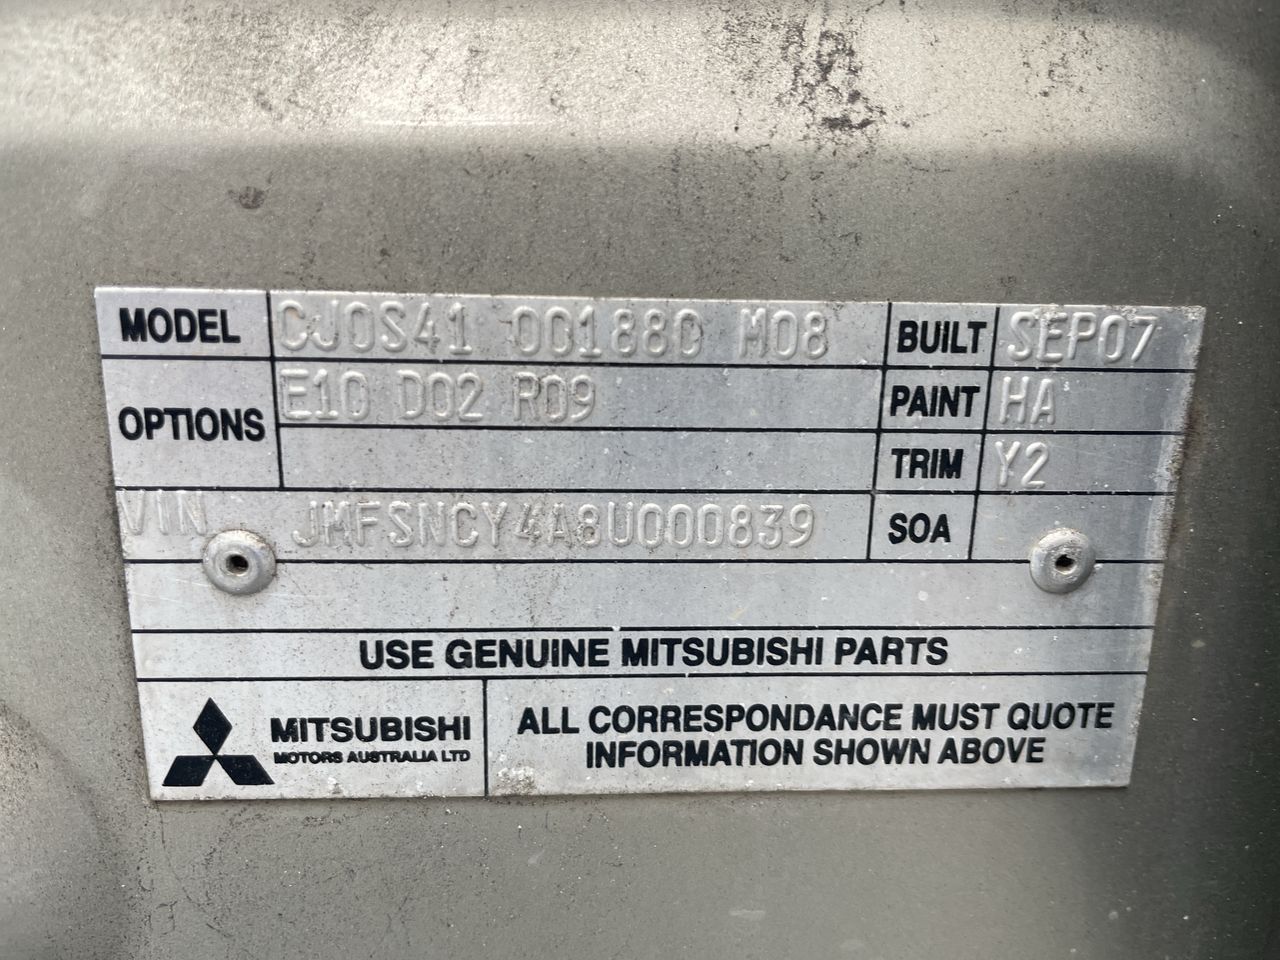 MODEL CJ0S41 001880 M08 BUILT SEP07
OPTIONS E10 D02 R09 PAINT HA
TRIM Y2
VIN JMFSNCY4A8U000839 SOA
USE GENUINE MITSUBISHI PARTS
MITSUBISHI
MOTORS AUSTRALIA LTD
ALL CORRESPONDANCE MUST QUOTE
INFORMATION SHOWN ABOVE